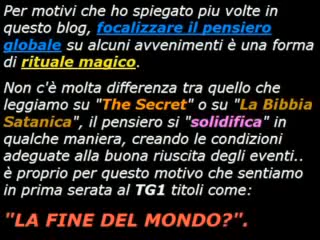 Per motivi che ho spiegato piu volte in
questo blog, focalizzare il pensiero
globale su alcuni avvenimenti è una forma
di rituale magico.
Non c'è molta differenza tra quello che
leggiamo su "The Secret" o su "La Bibbia
Satanica", il pensiero si "solidifica" in
qualche maniera, creando le condizioni
adeguate alla buona riuscita degli eventi..
è proprio per questo motivo che sentiamo
in prima serata al TG1 titoli come:
"LA FINE DEL MONDO?".